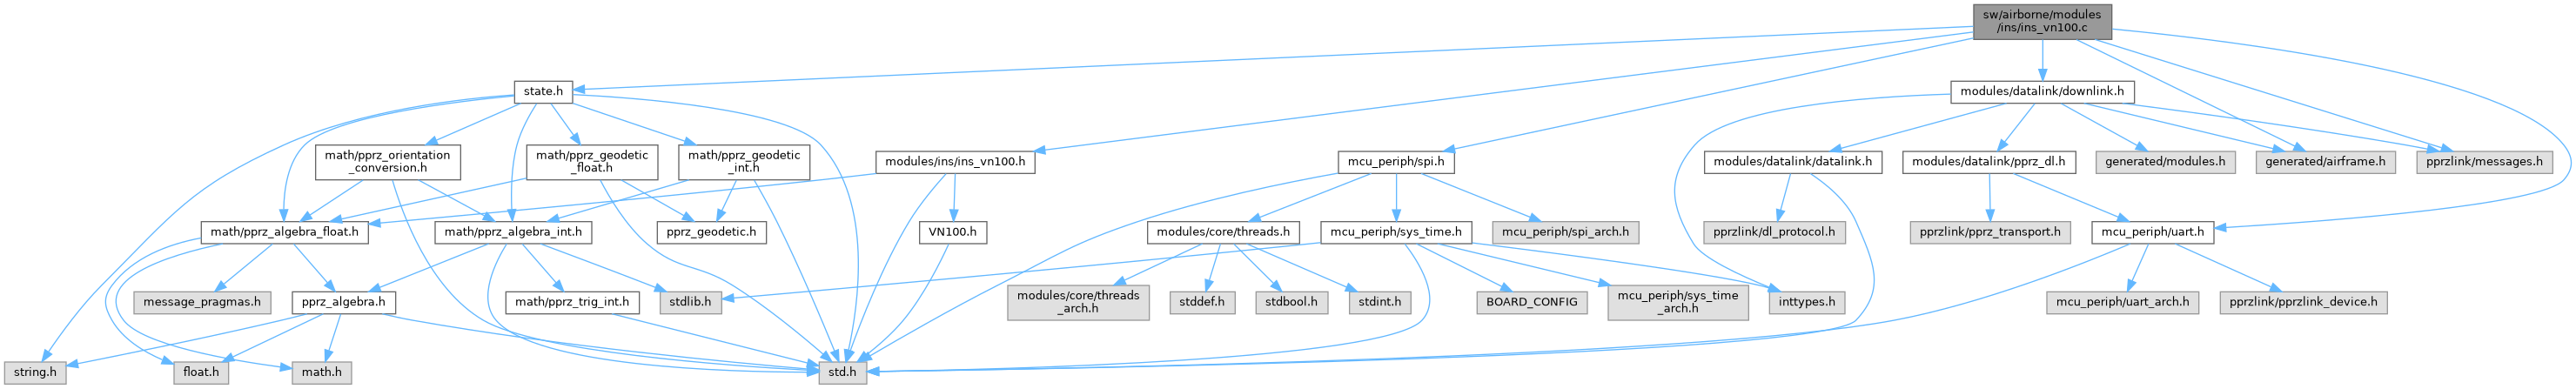 sw/airborne/modules
/ins/ins_vn100.c
state.h
modules/datalink/downlink.h
math/pprz_orientation
_conversion.h
math/pprz_geodetic
_float.h
math/pprz_geodetic
_int.h
modules/ins/ins_vn100.h
mcu_periph/spi.h
modules/datalink/datalink.h
modules/datalink/pprz_dl.h
generated/modules.h
generated/airframe.h
pprzlink/messages.h
math/pprz_algebra_float.h
math/pprz_algebra_int.h
pprz_geodetic.h
VN100.h
modules/core/threads.h
mcu_periph/sys_time.h
mcu_periph/spi_arch.h
pprzlink/dl_protocol.h
pprzlink/pprz_transport.h
mcu_periph/uart.h
message_pragmas.h
pprz_algebra.h
math/pprz_trig_int.h
stdlib.h
modules/core/threads
_arch.h
stddef.h
stdbool.h
stdint.h
BOARD_CONFIG
mcu_periph/sys_time
_arch.h
inttypes.h
mcu_periph/uart_arch.h
pprzlink/pprzlink_device.h
string.h
float.h
math.h
std.h